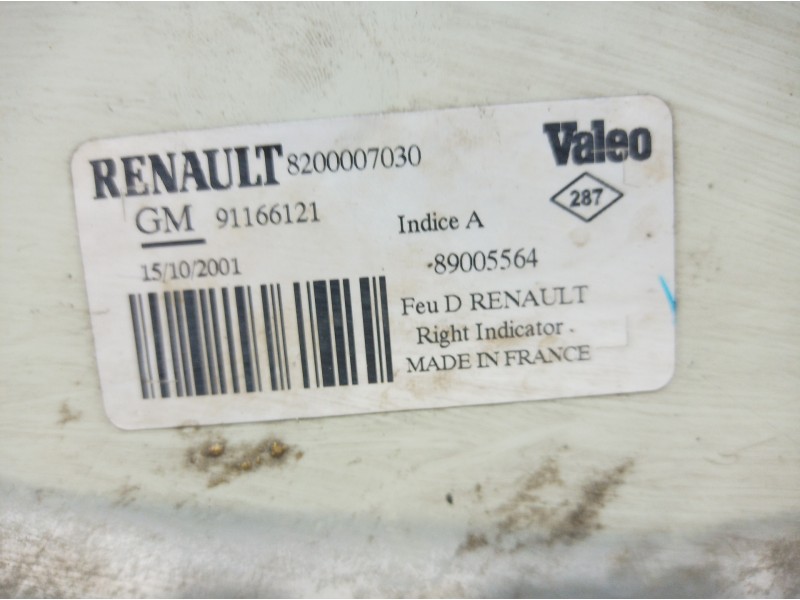 RENAULT 8200007030
Valeo
GM 91166121
Indice A
287
15/10/2001
89005564
Feu D RENAULT
Right Indicator
MADE IN FRANCE